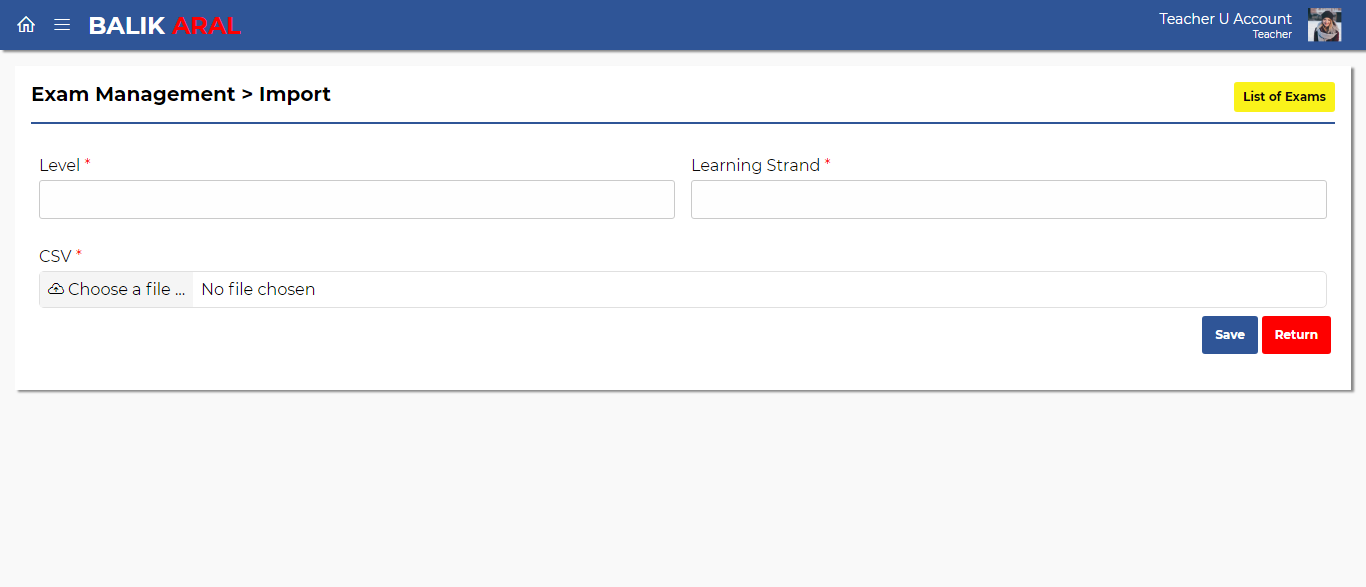 BALIK ARAL
Teacher U Account
Teacher
Exam Management > Import
List of Exams
Level *
Learning Strand *
CSV *
Choose a file ... No file chosen
Save Return